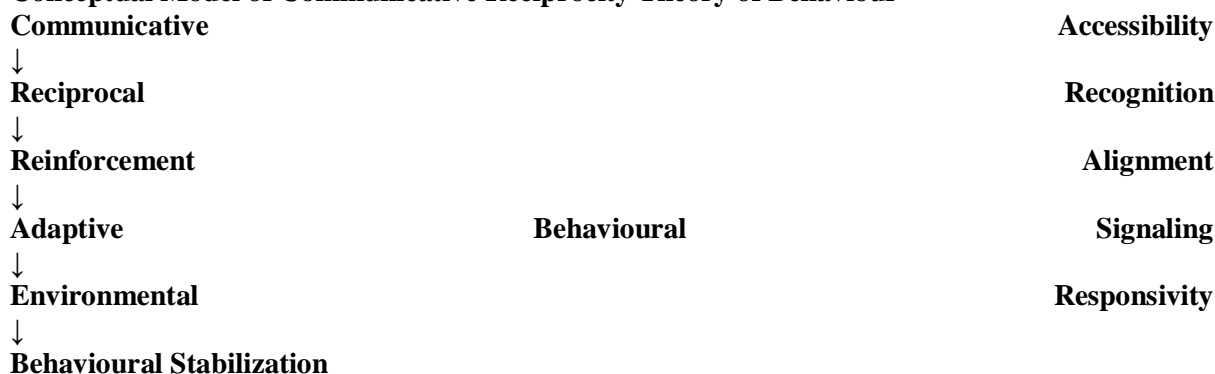 Conceptual Model of Communicative Reciprocity Theory of Behaviour
Communicative Accessibility
↓
Reciprocal Recognition
↓
Reinforcement Alignment
↓
Adaptive Behavioural Signaling
↓
Environmental Responsivity
↓
Behavioural Stabilization